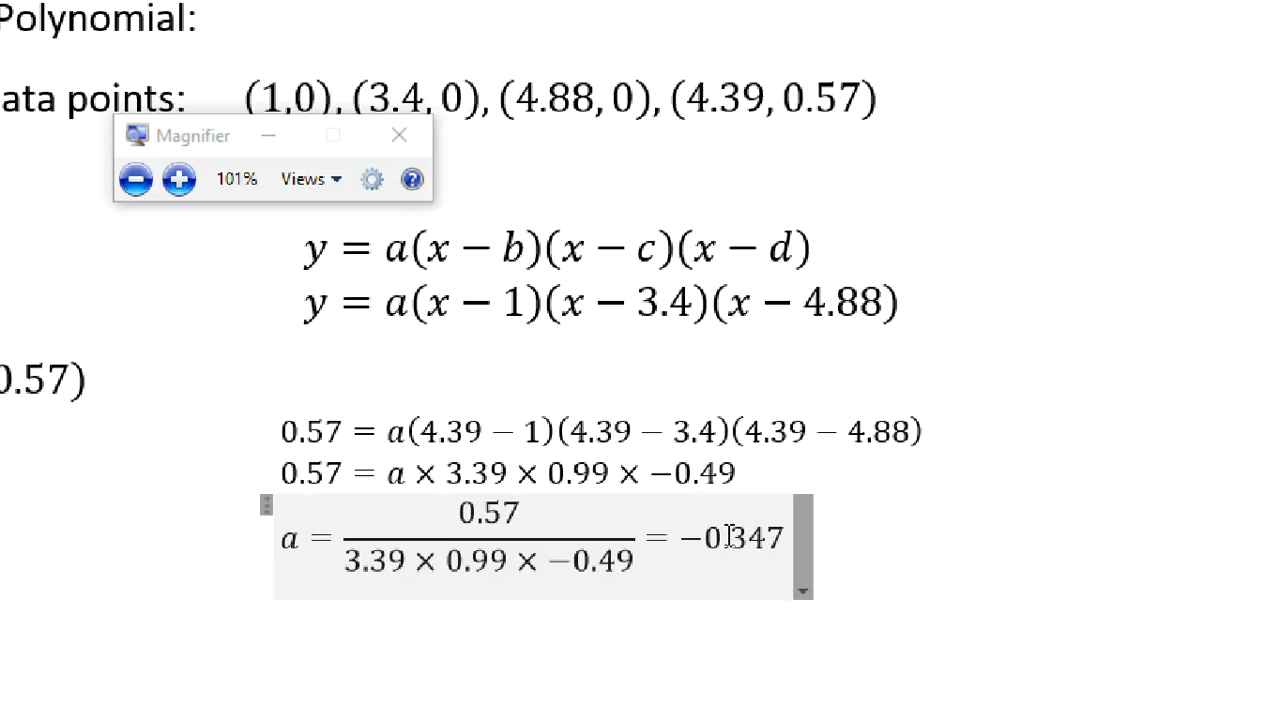 Polynomial:
ata points: (1,0), (3.4, 0), (4.88, 0), (4.39, 0.57)
Magnifier
101% Views
y = a(x − b)(x − c)(x − d)
y = a(x − 1)(x − 3.4)(x − 4.88)
0.57)
0.57 = a(4.39 − 1)(4.39 − 3.4)(4.39 − 4.88)
0.57 = a × 3.39 × 0.99 × −0.49
a = 0.57 / 3.39 × 0.99 × −0.49 = −0.347